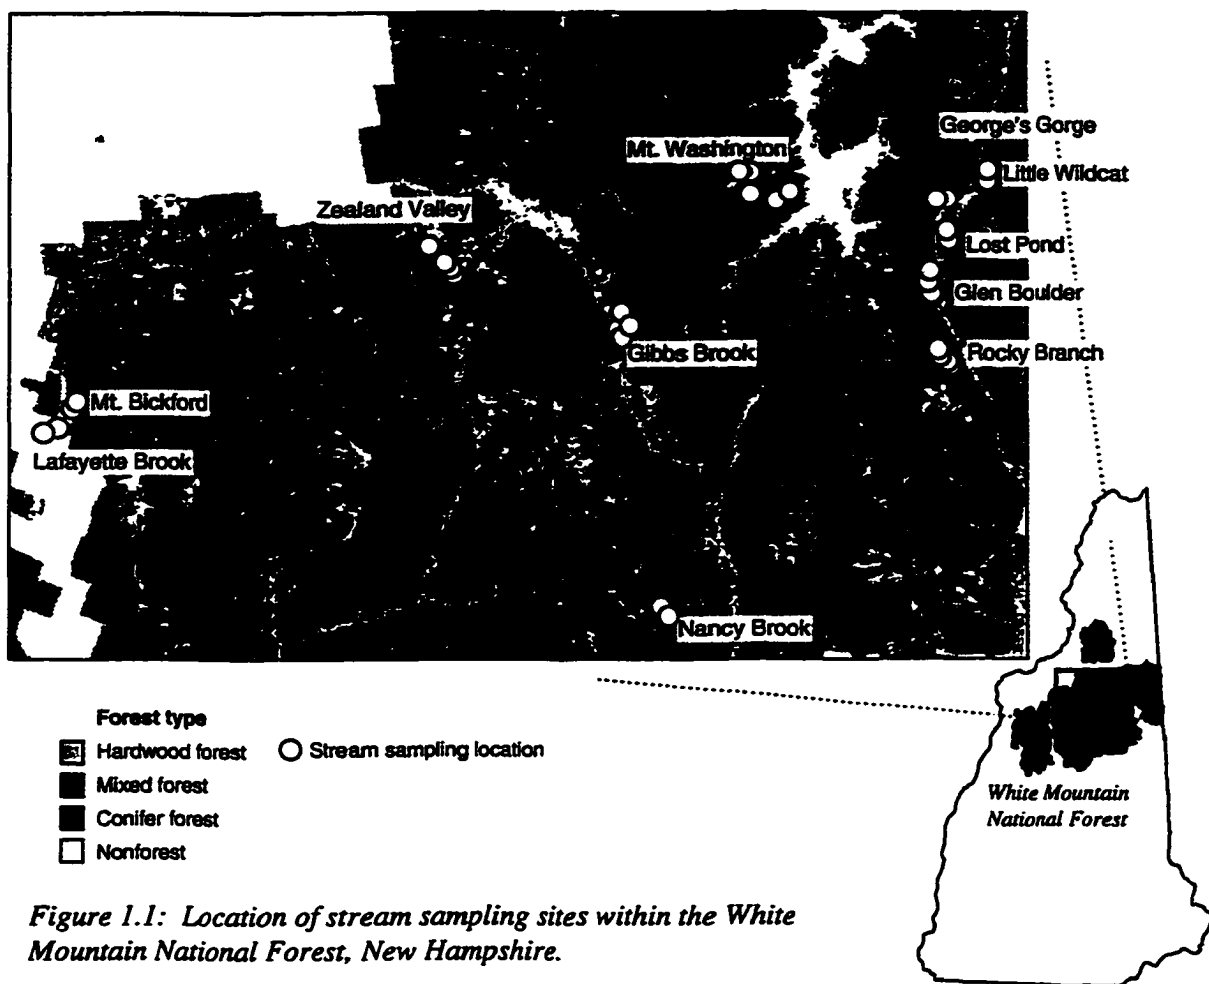 George's Gorge
Mt. Washington
Little Wildcat
Zealand Valley
Lost Pond
Glen Boulder
Gibbs Brook
Rocky Branch
Mt. Bickford
Lafayette Brook
Nancy Brook
Forest type
Hardwood forest
Stream sampling location
Mixed forest
Conifer forest
Nonforest
White Mountain
National Forest
Figure 1.1: Location of stream sampling sites within the White
Mountain National Forest, New Hampshire.